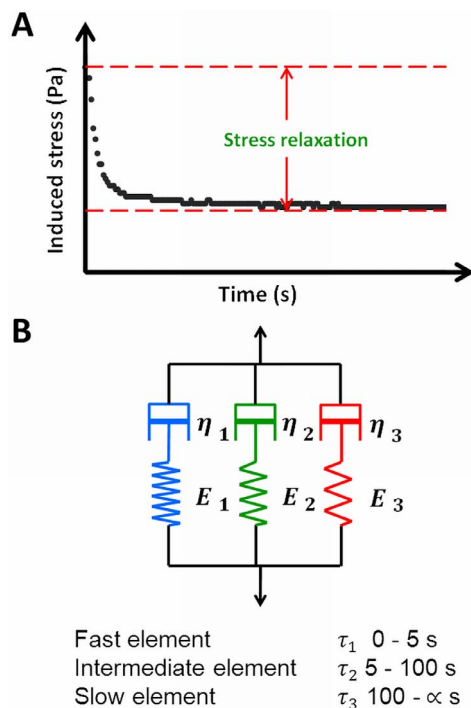 A
Induced stress (Pa)
Stress relaxation
Time (s)
B
η 1 η 2 η 3
E 1 E 2 E 3
Fast element τ1 0 - 5 s
Intermediate element τ2 5 - 100 s
Slow element τ3 100 - ∝ s